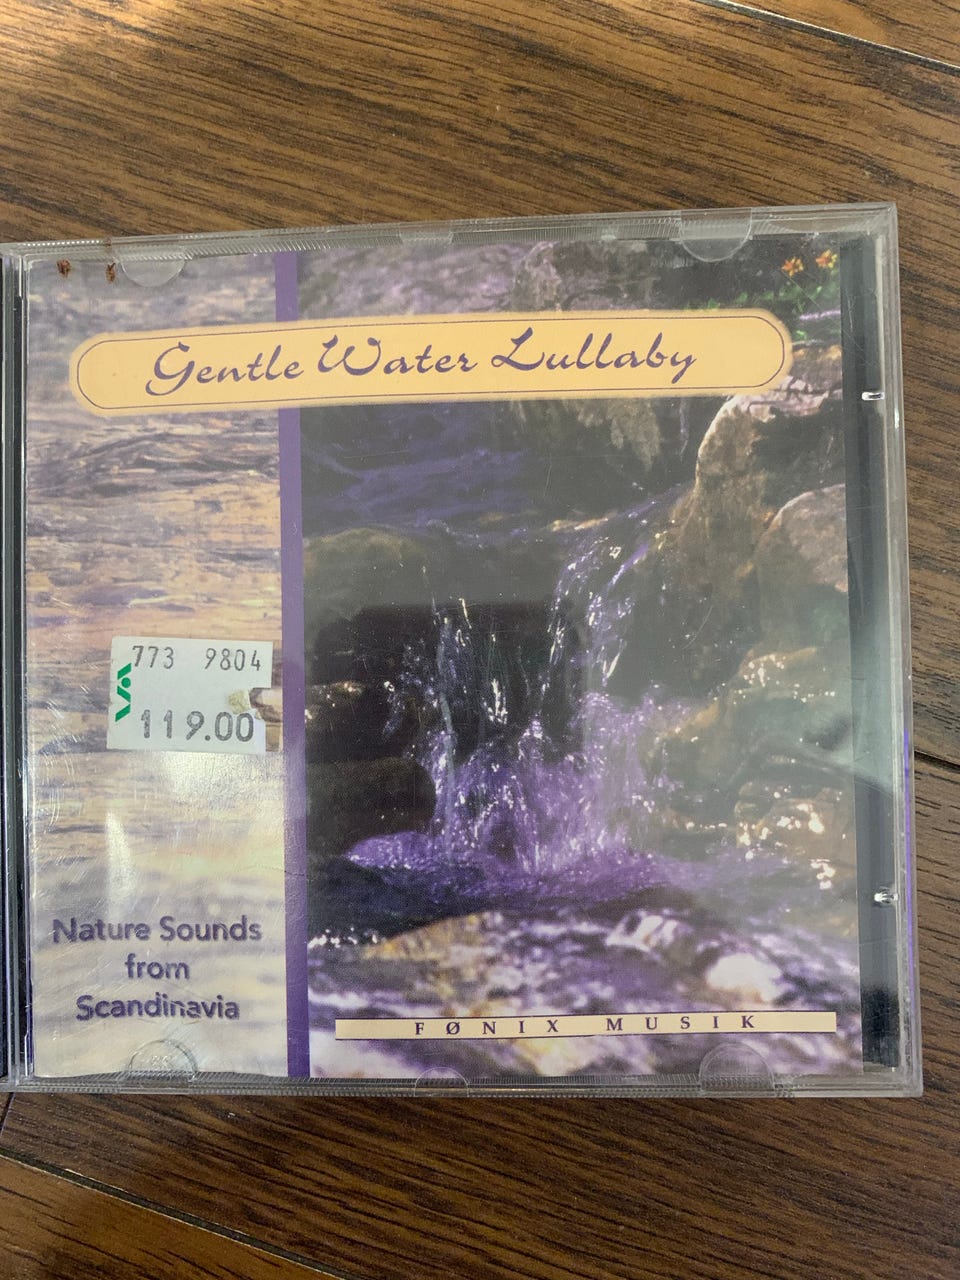 Gentle Water Lullaby
773 9804
119.00
Nature Sounds
from
Scandinavia
FØNIX MUSIK